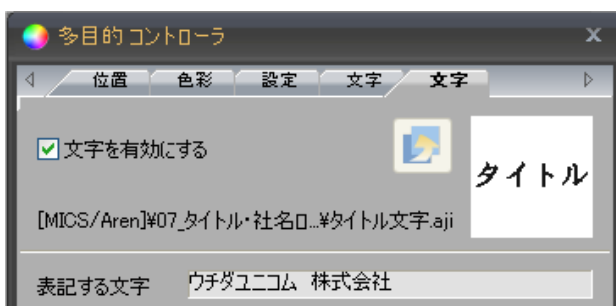 多目的コントローラ
位置 色彩 設定 文字 文字
文字を有効にする
タイトル
[MICS/Aren]¥07_タイトル・社名ロ...¥タイトル文字.aji
表記する文字 ウチダユニコム 株式会社